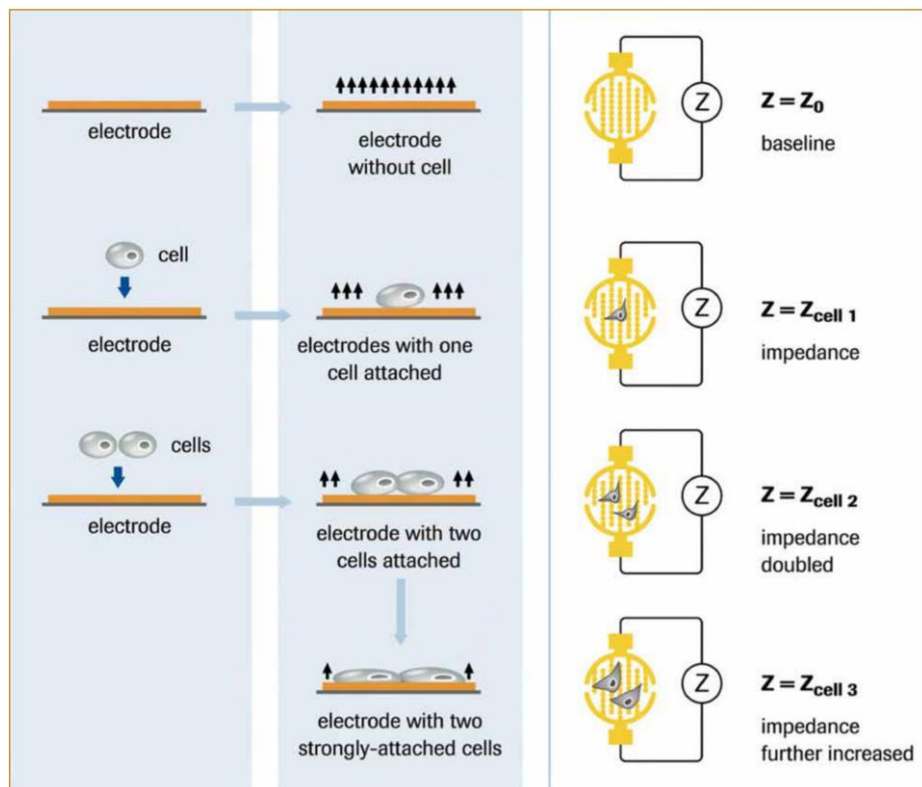 electrode
electrode
without cell
Z
Z = Z0
baseline
cell
electrode
electrodes with one
cell attached
Z
Z = Zcell 1
impedance
cells
electrode
electrode with two
cells attached
Z
Z = Zcell 2
impedance
doubled
electrode with two
strongly-attached cells
Z
Z = Zcell 3
impedance
further increased